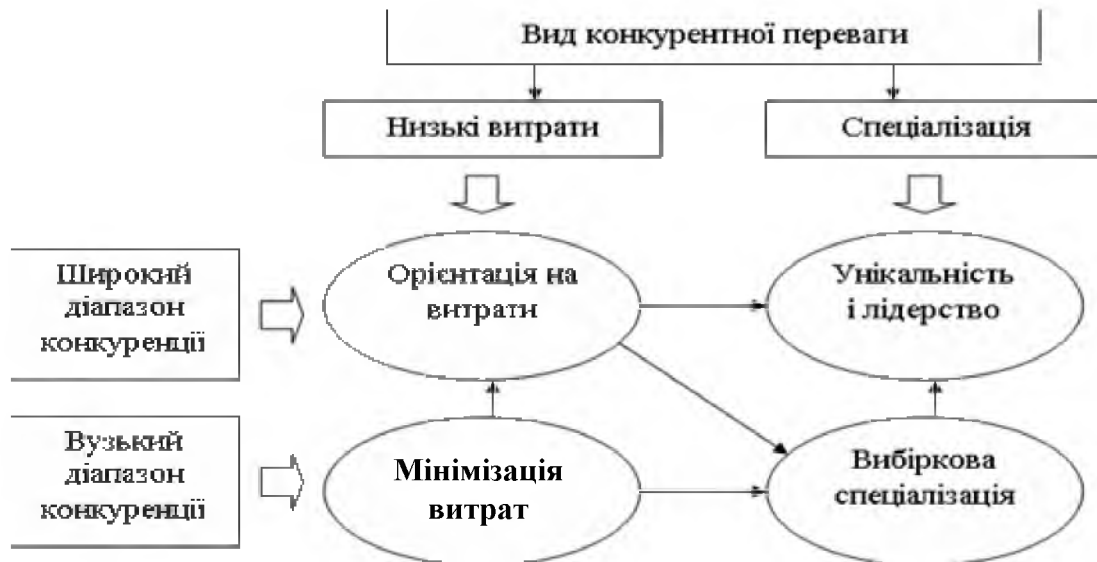 Вид конкурентної переваги
Низькі витрати
Спеціалізація
Широкий
діапазон
конкуренції
Орієнтація на
витрати
Унікальність
і лідерство
Вузький
діапазон
конкуренції
Мінімізація
витрат
Вибіркова
спеціалізація